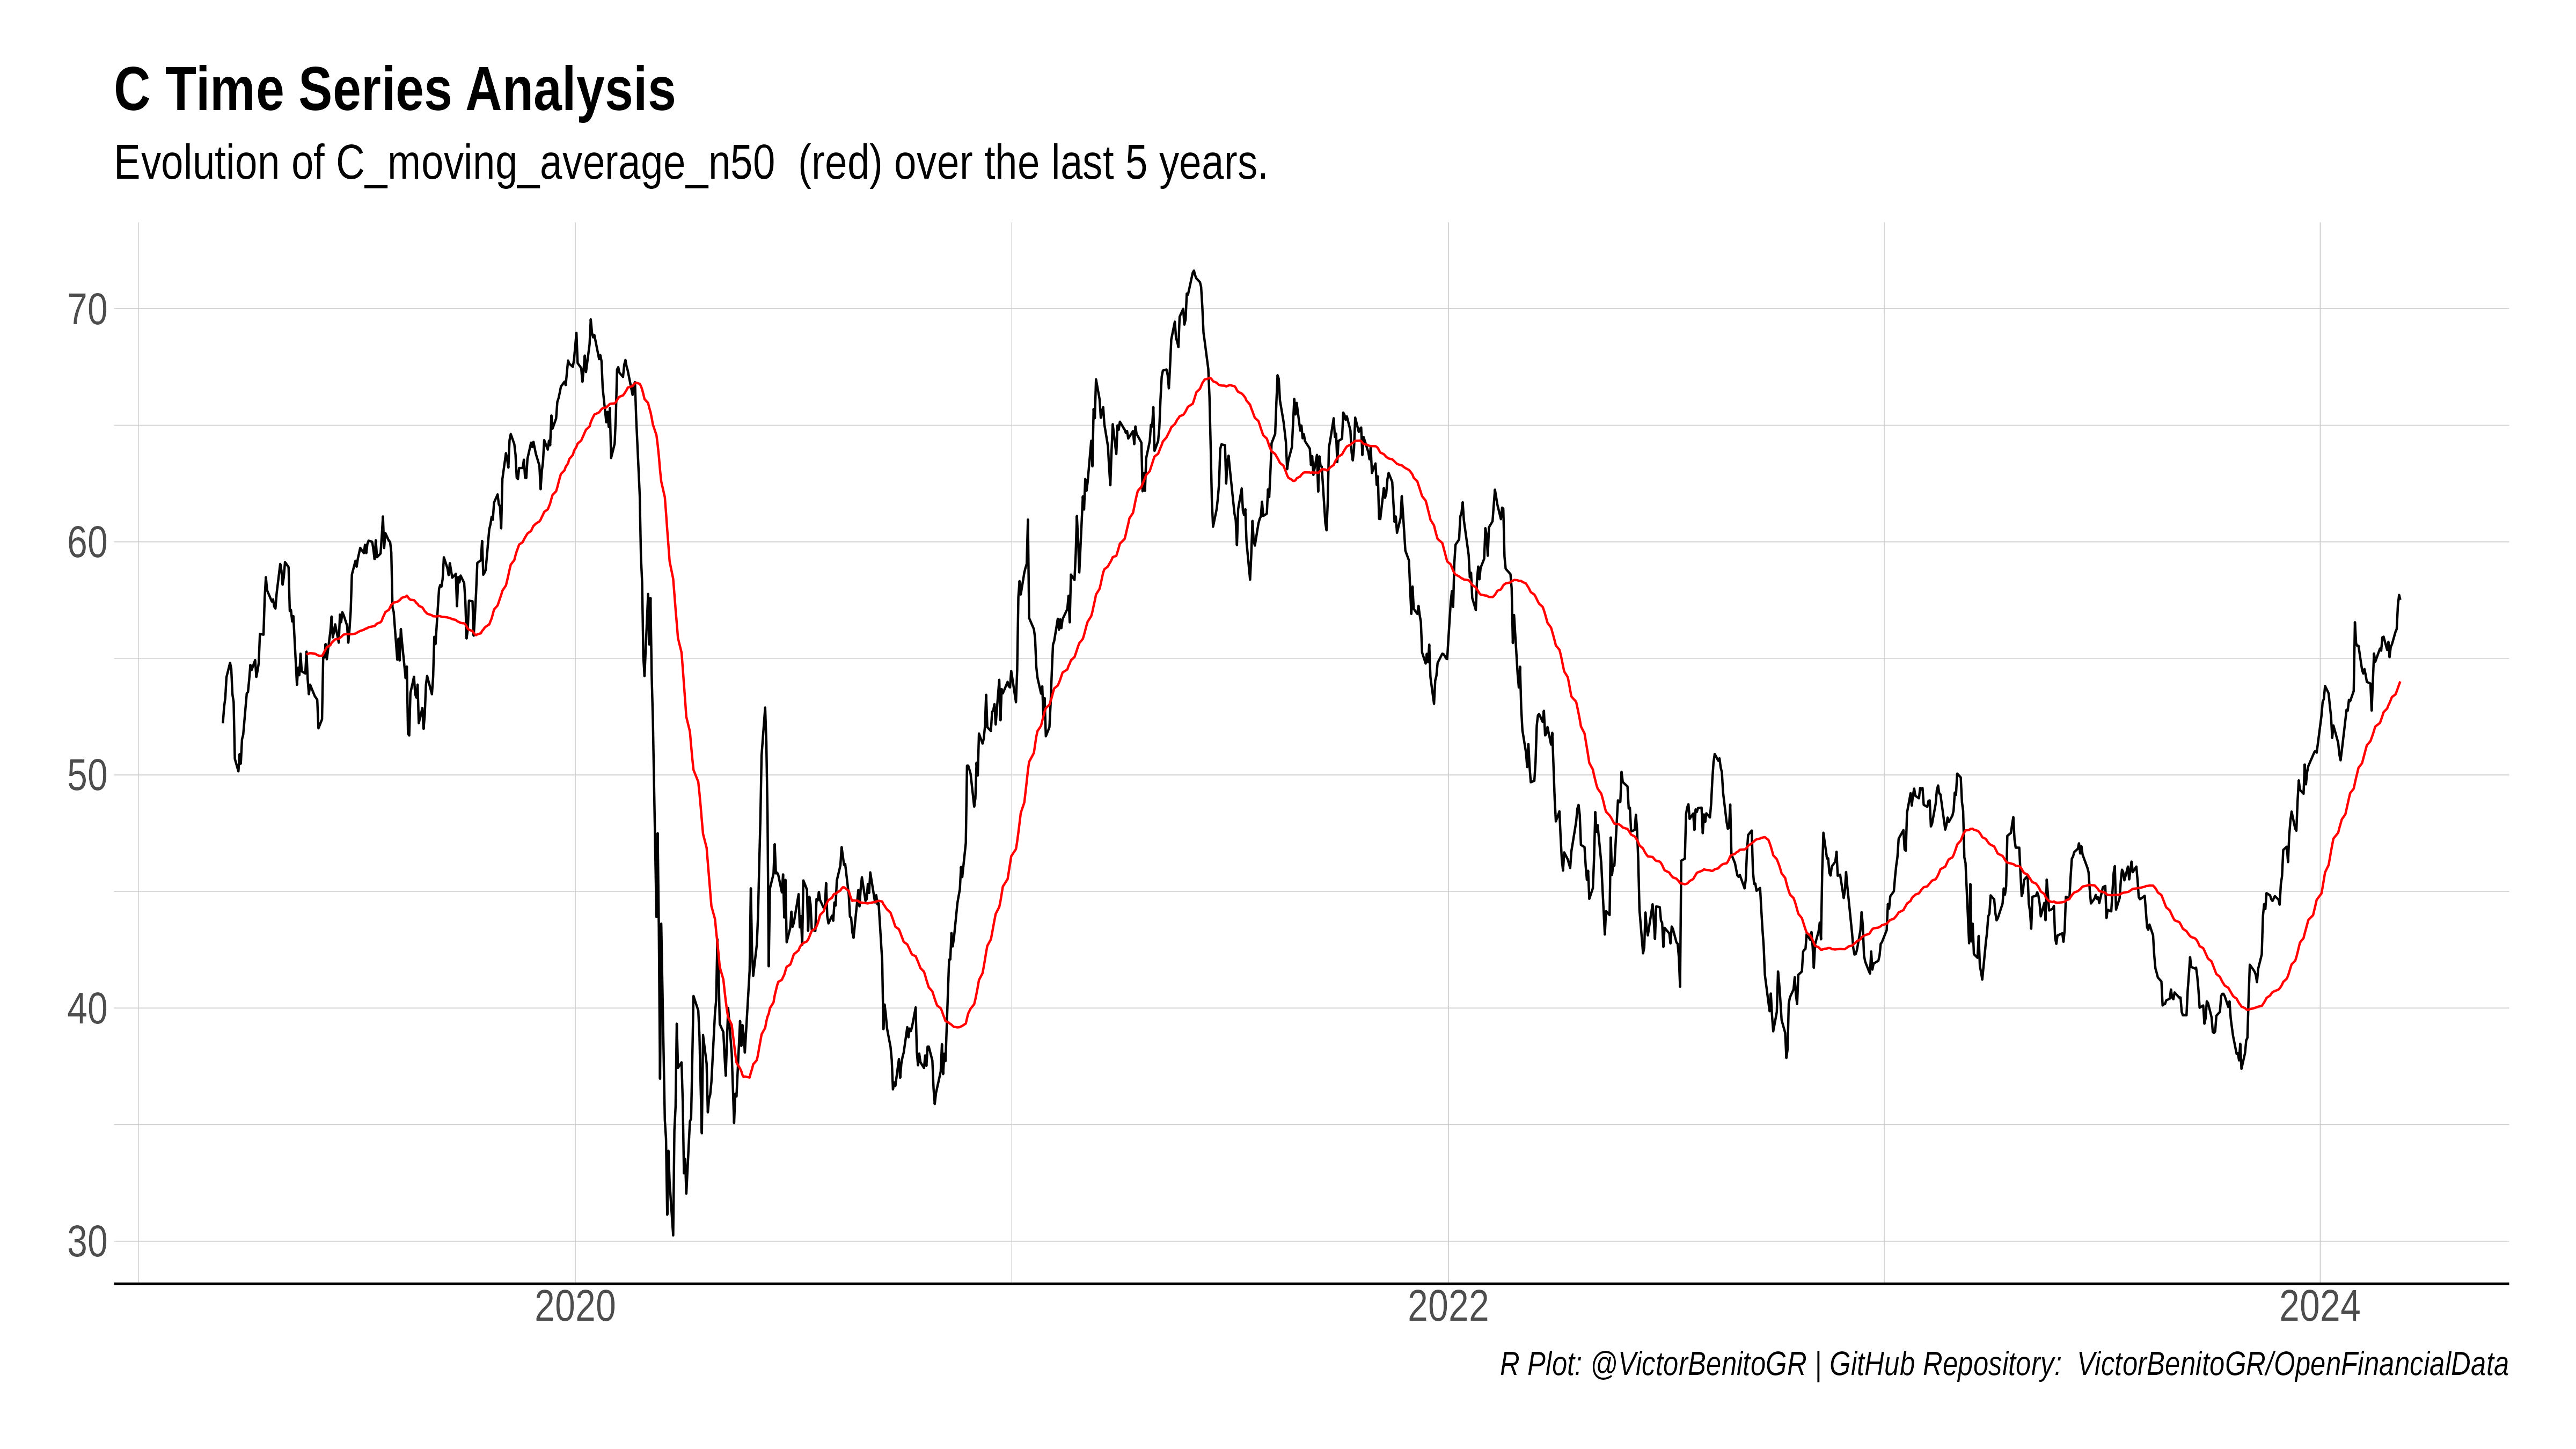 C Time Series Analysis
Evolution of C_moving_average_n50  (red) over the last 5 years.
70
60
50
40
30
2020 2022 2024
R Plot: @VictorBenitoGR | GitHub Repository:  VictorBenitoGR/OpenFinancialData